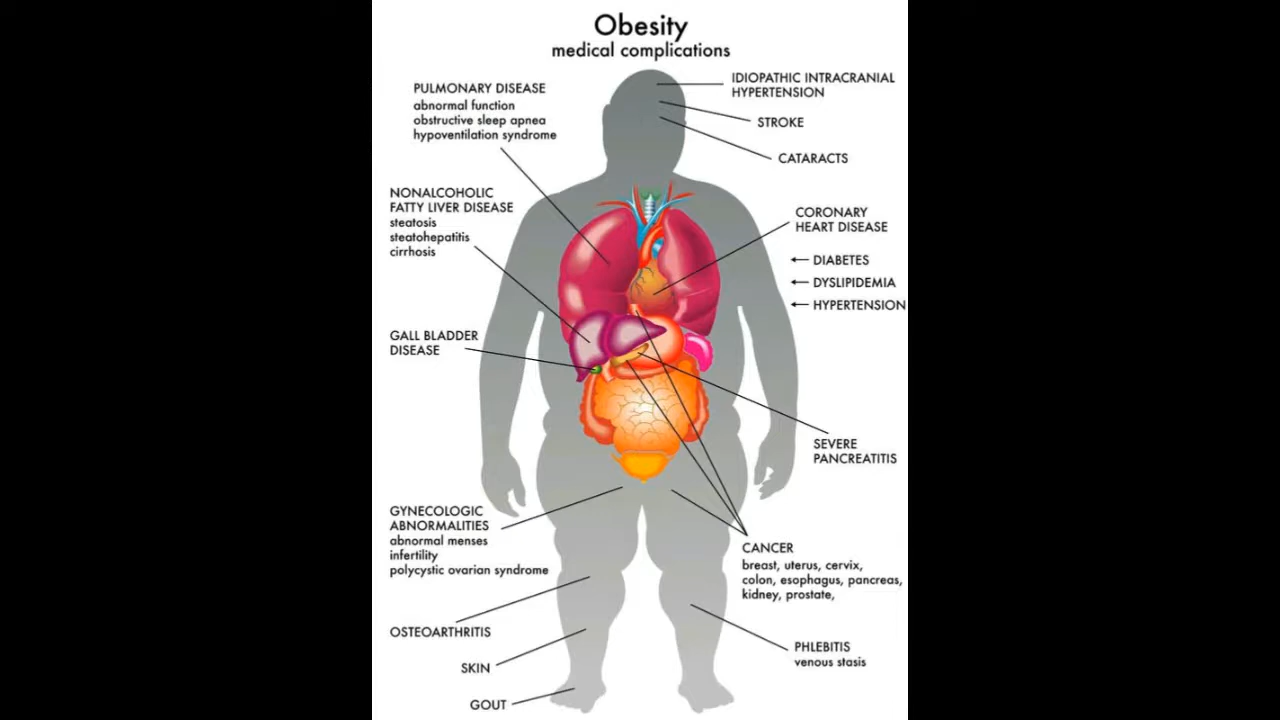 Obesity
medical complications
PULMONARY DISEASE
abnormal function
obstructive sleep apnea
hypoventilation syndrome
NONALCOHOLIC
FATTY LIVER DISEASE
steatosis
steatohepatitis
cirrhosis
GALL BLADDER
DISEASE
GYNECOLOGIC
ABNORMALITIES
abnormal menses
infertility
polycystic ovarian syndrome
OSTEOARTHRITIS
SKIN
GOUT
IDIOPATHIC INTRACRANIAL
HYPERTENSION
STROKE
CATARACTS
CORONARY
HEART DISEASE
DIABETES
DYSLIPIDEMIA
HYPERTENSION
SEVERE
PANCREATITIS
CANCER
breast, uterus, cervix,
colon, esophagus, pancreas,
kidney, prostate,
PHLEBITIS
venous stasis